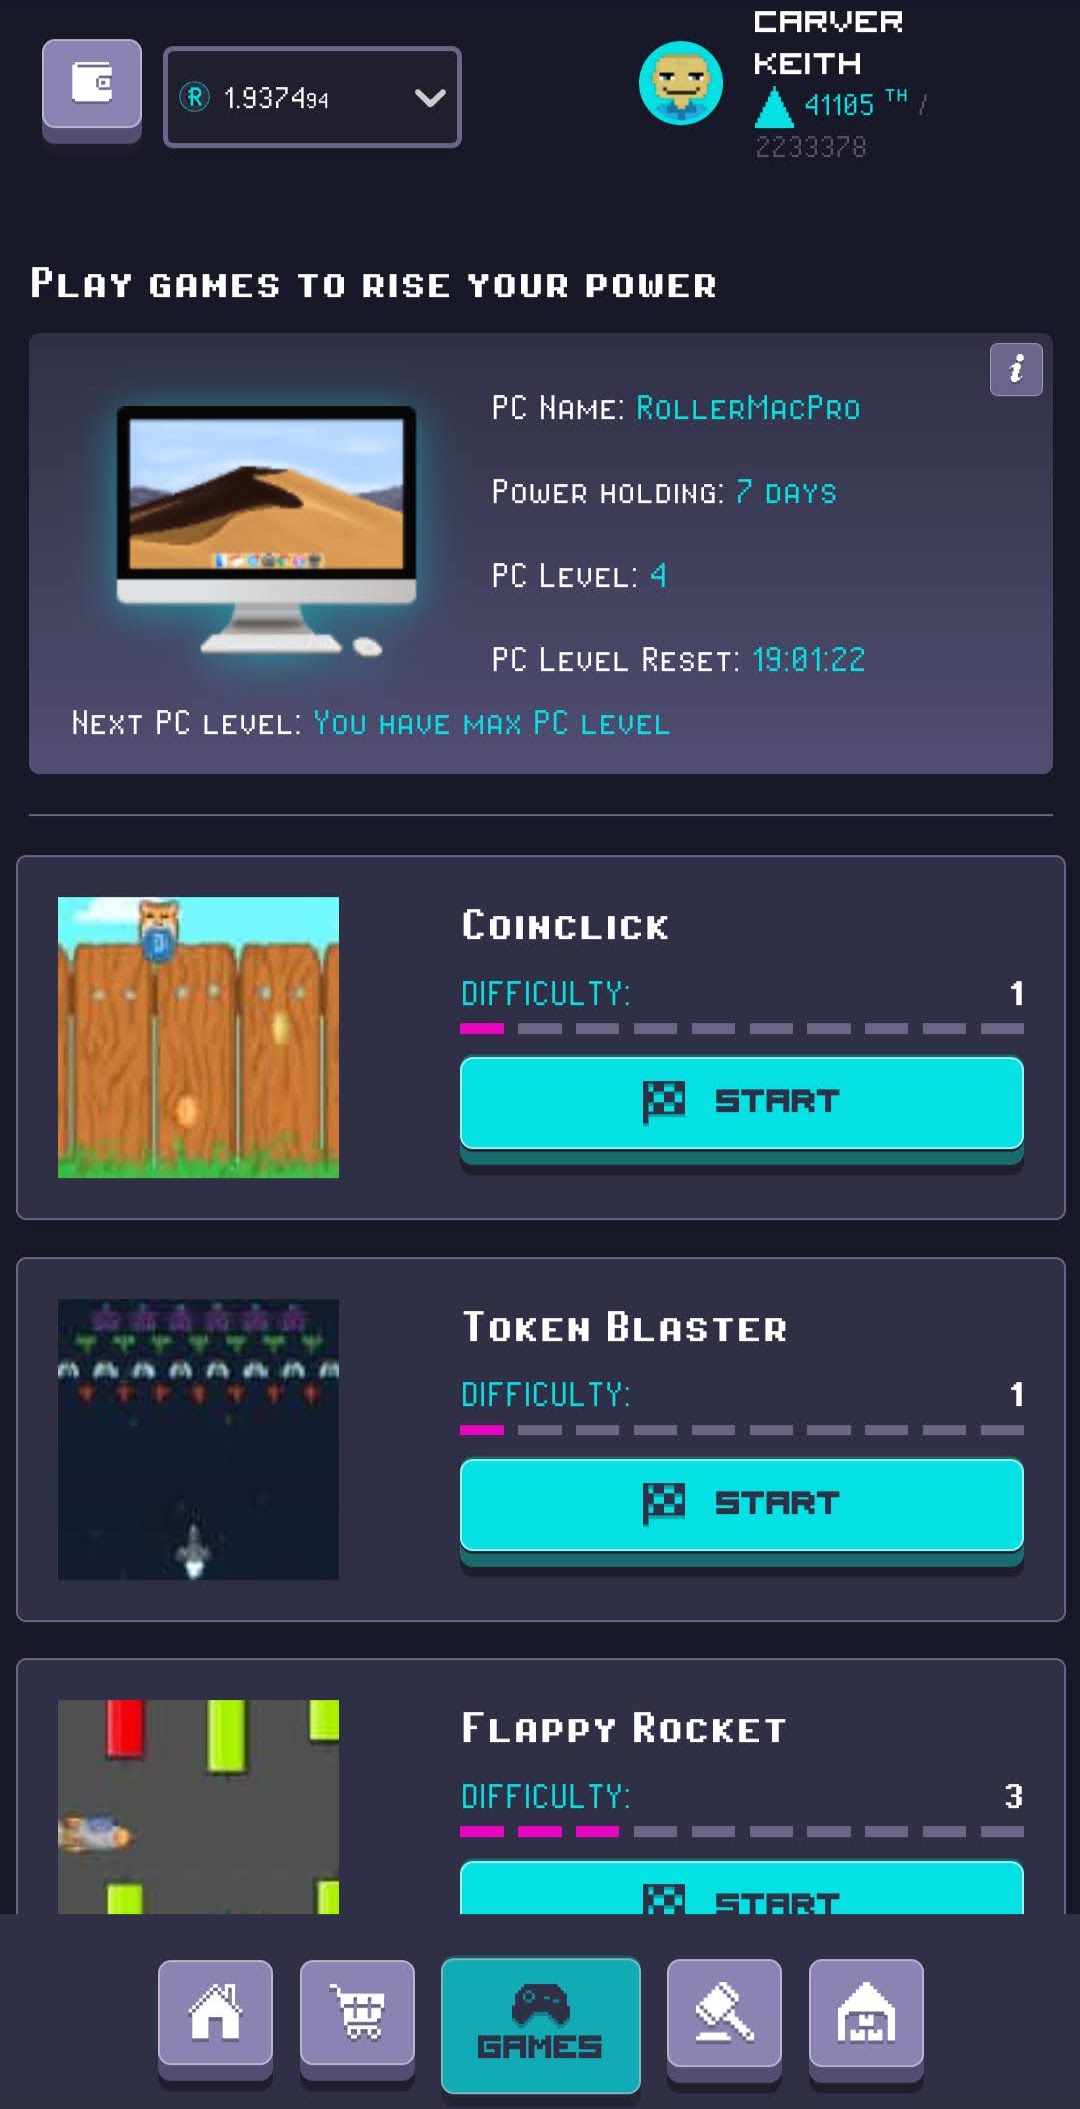 CARVER
KEITH
1.937494
41105 TH /
2233378
PLAY GAMES TO RISE YOUR POWER
PC NAME: ROLLERMACPRO
POWER HOLDING: 7 DAYS
PC LEVEL: 4
PC LEVEL RESET: 19:01:22
NEXT PC LEVEL: YOU HAVE MAX PC LEVEL
COINCLICK
DIFFICULTY: 1
START
TOKEN BLASTER
DIFFICULTY: 1
START
FLAPPY ROCKET
DIFFICULTY: 3
START
GAMES